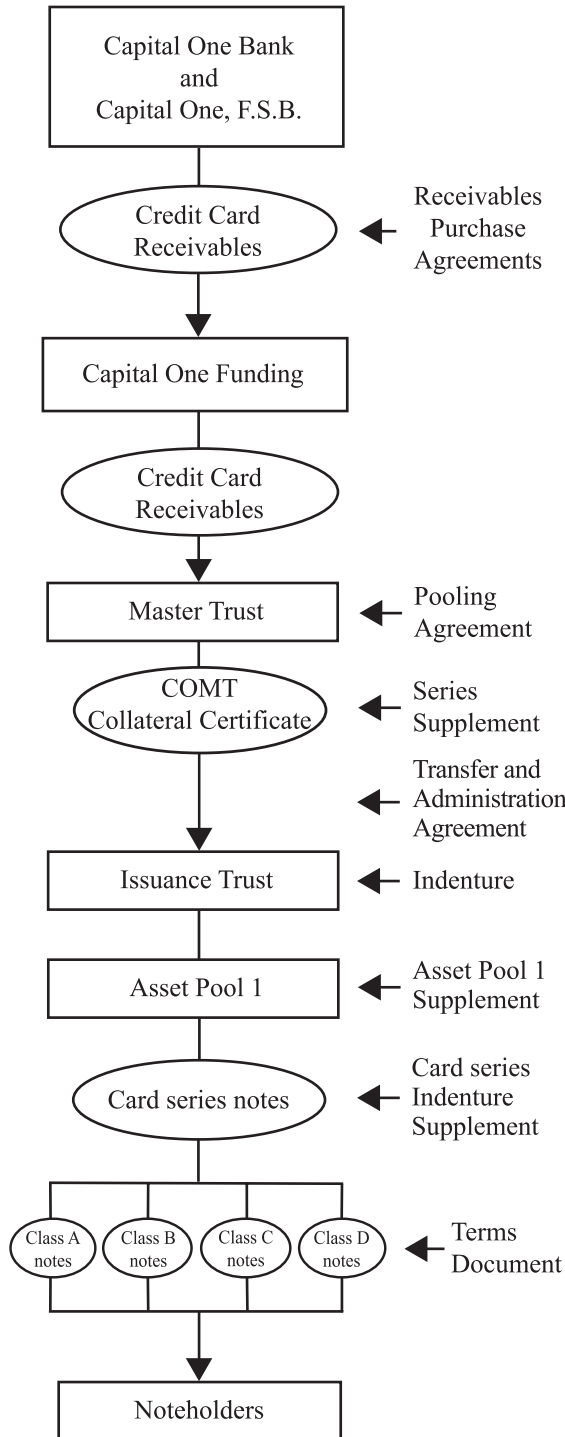 Capital One Bank
and
Capital One, F.S.B.
Credit Card
Receivables
Receivables
Purchase
Agreements
Capital One Funding
Credit Card
Receivables
Master Trust
Pooling
Agreement
COMT
Collateral Certificate
Series
Supplement
Transfer and
Administration
Agreement
Issuance Trust
Indenture
Asset Pool 1
Asset Pool 1
Supplement
Card series notes
Card series
Indenture
Supplement
Class A
notes
Class B
notes
Class C
notes
Class D
notes
Terms
Document
Noteholders